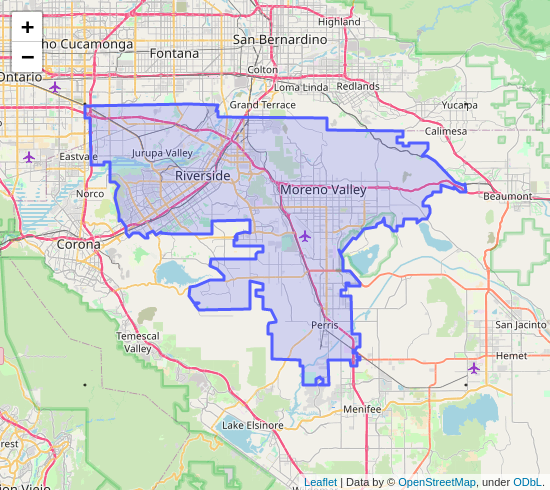 +
−
Highland
San Bernardino
ho Cucamonga
Fontana
Colton
Ontario
Loma Linda
Redlands
Grand Terrace
Yucaipa
Calimesa
Eastvale
Jurupa Valley
Riverside
Moreno Valley
Norco
Beaumont
Corona
Perris
San Jacinto
Temescal
Valley
Hemet
Menifee
Lake Elsinore
rest
ion Viejo
Leaflet | Data by © OpenStreetMap, under ODbL.